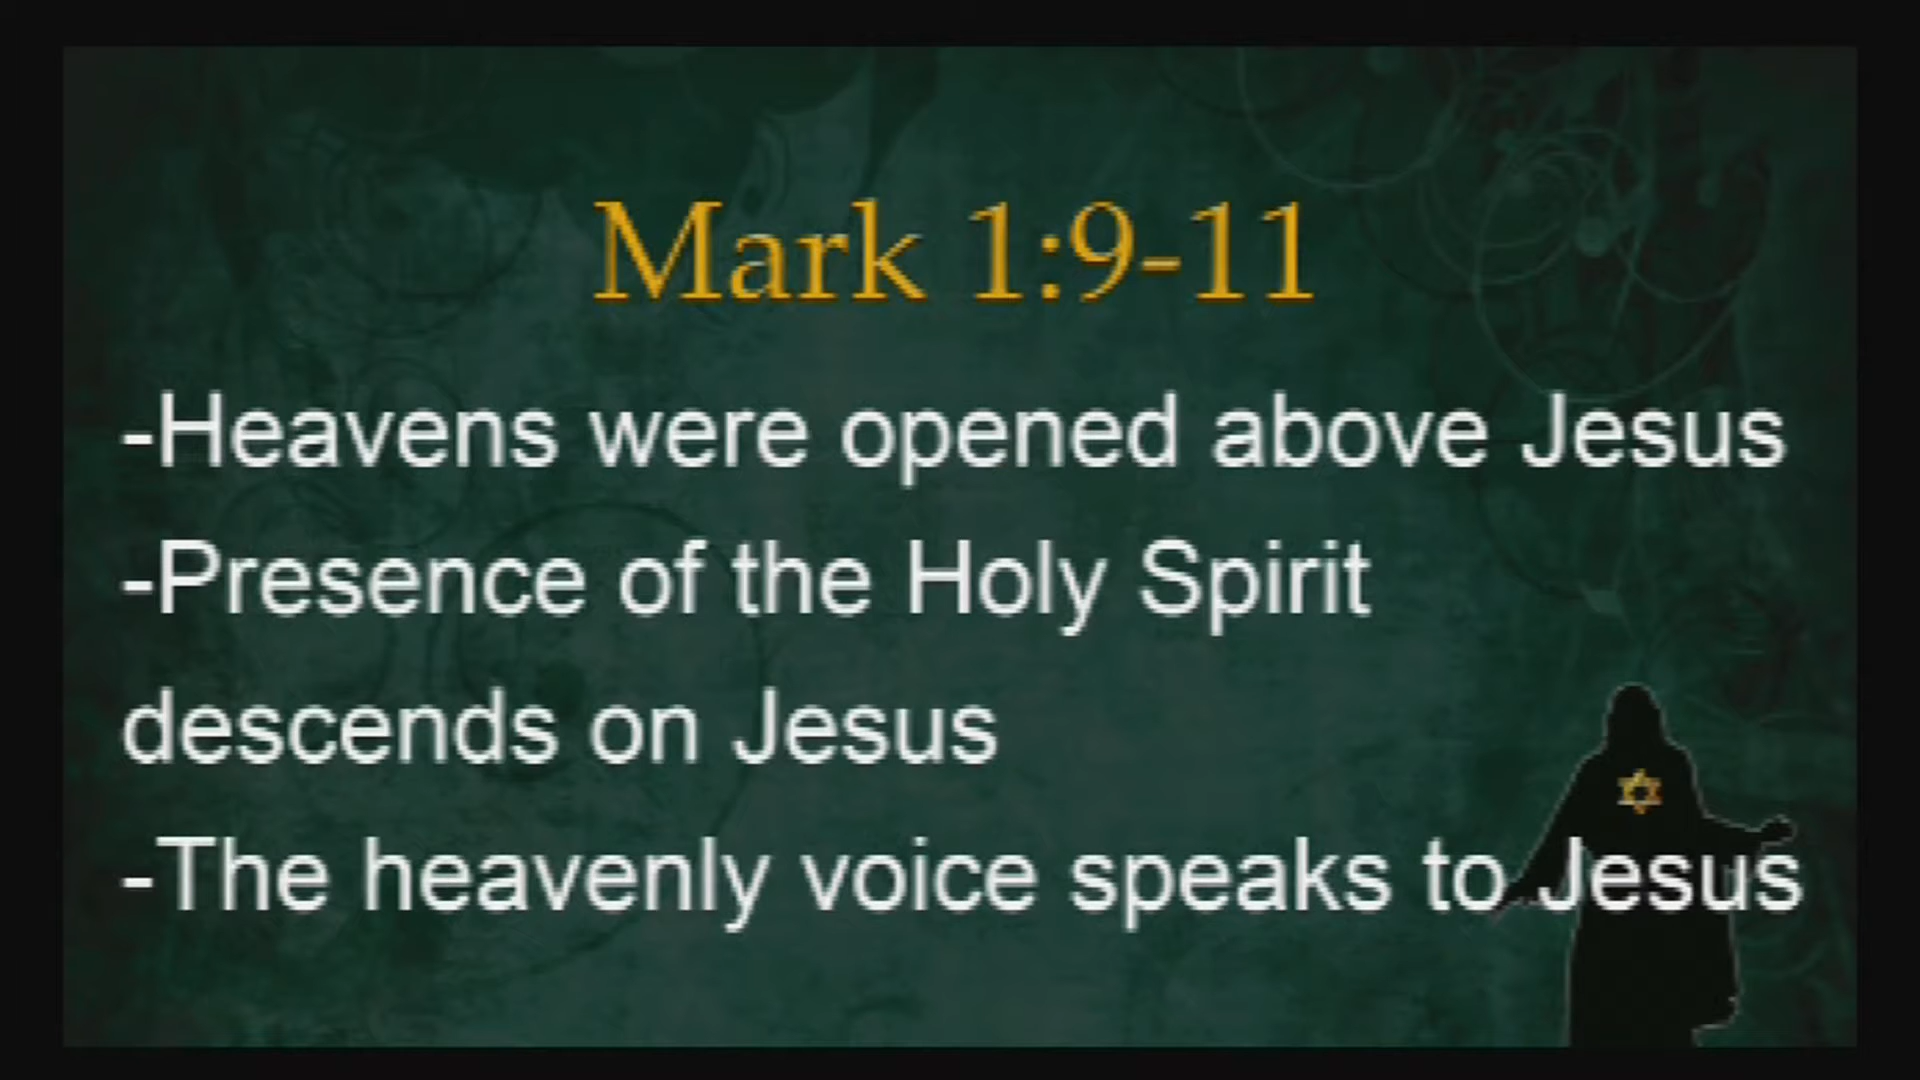 Mark 1:9-11
-Heavens were opened above Jesus
-Presence of the Holy Spirit
descends on Jesus
-The heavenly voice speaks to Jesus